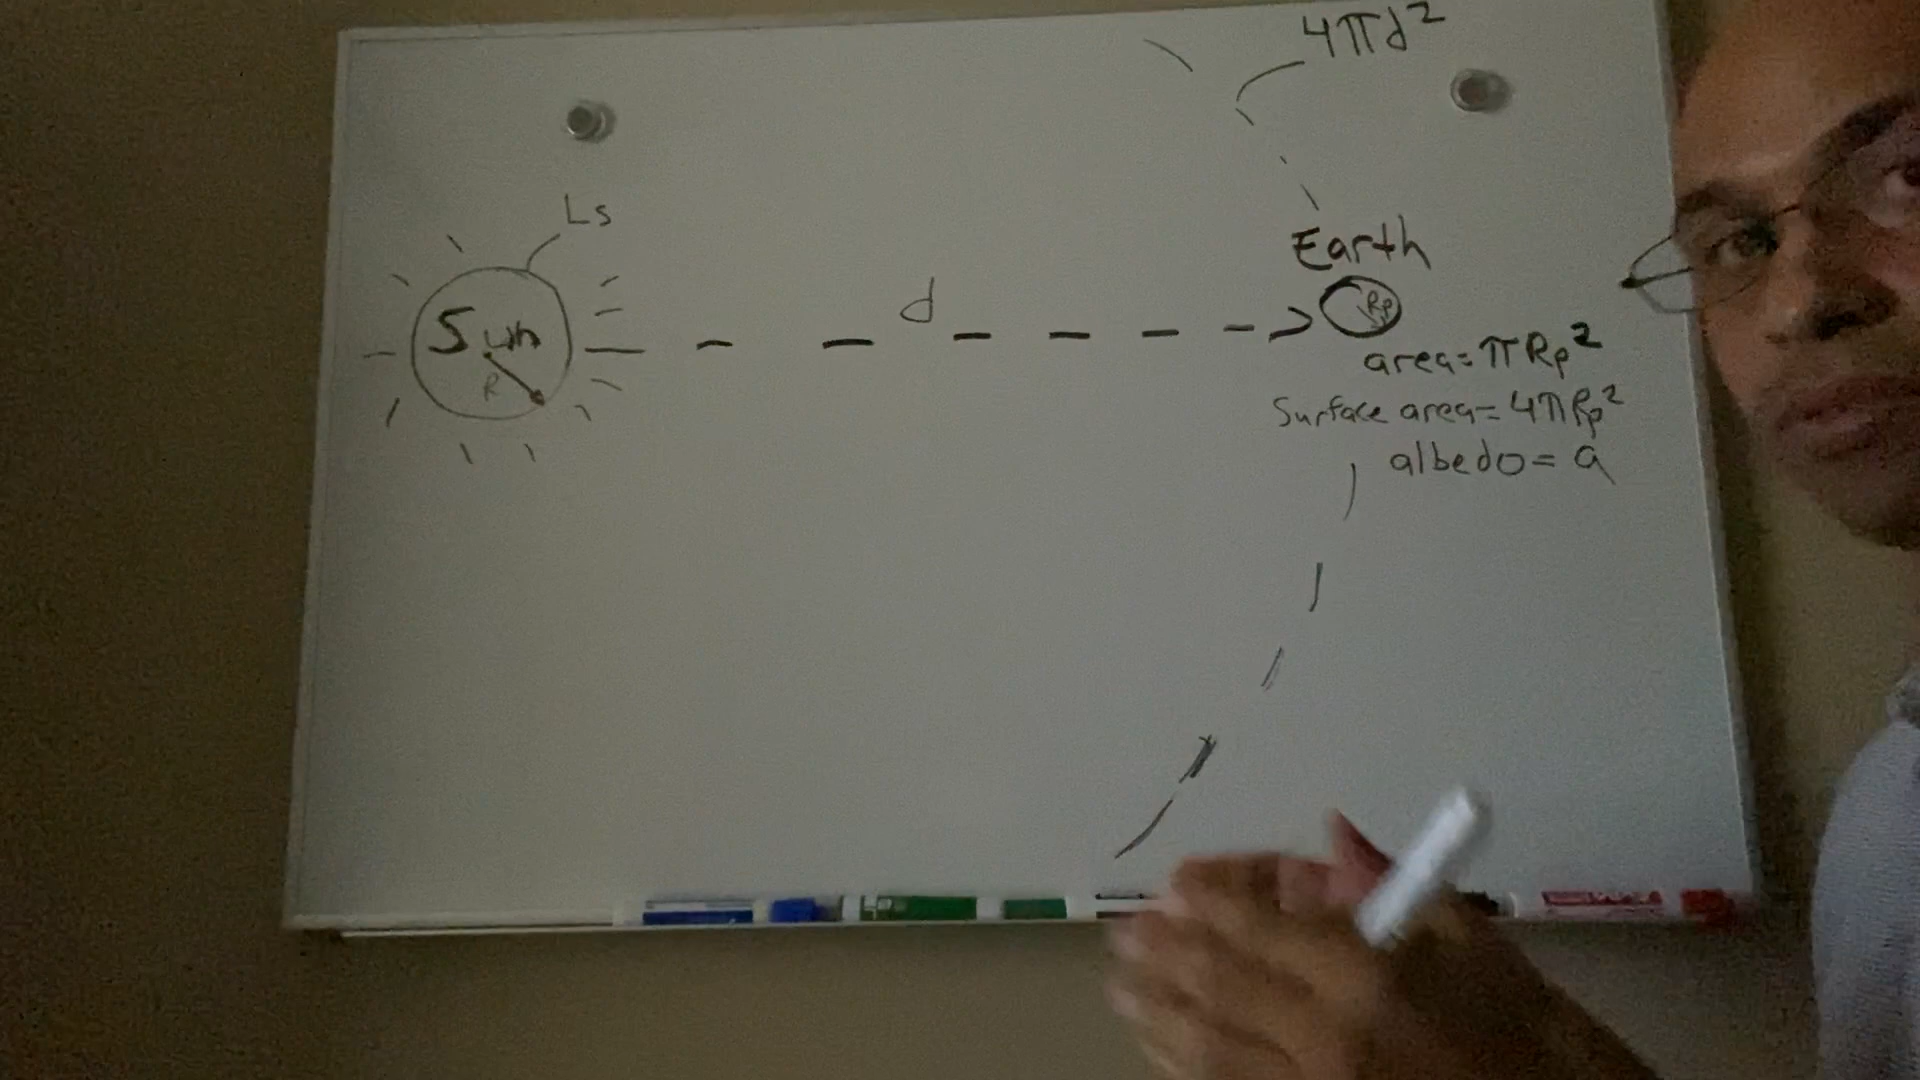 4πd²
Ls
Earth
Sun
R
d
Rp
area=πRp²
Surface area=4πRp²
albedo=a